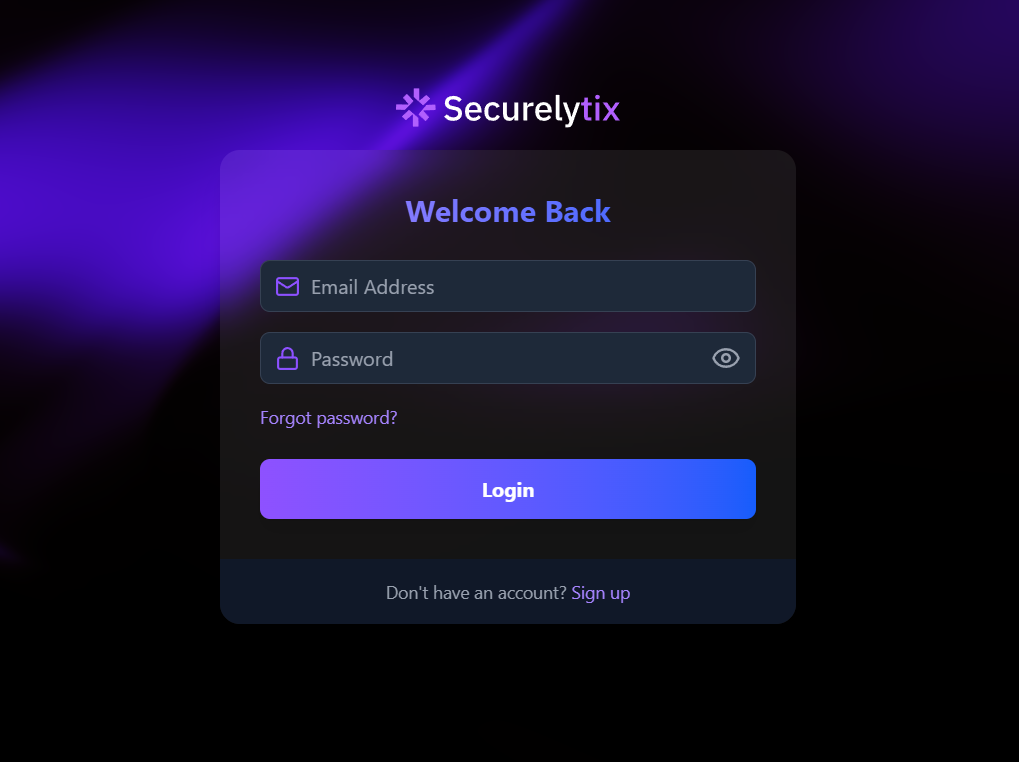 Securelytix
Welcome Back
Email Address
Password
Forgot password?
Login
Don't have an account? Sign up